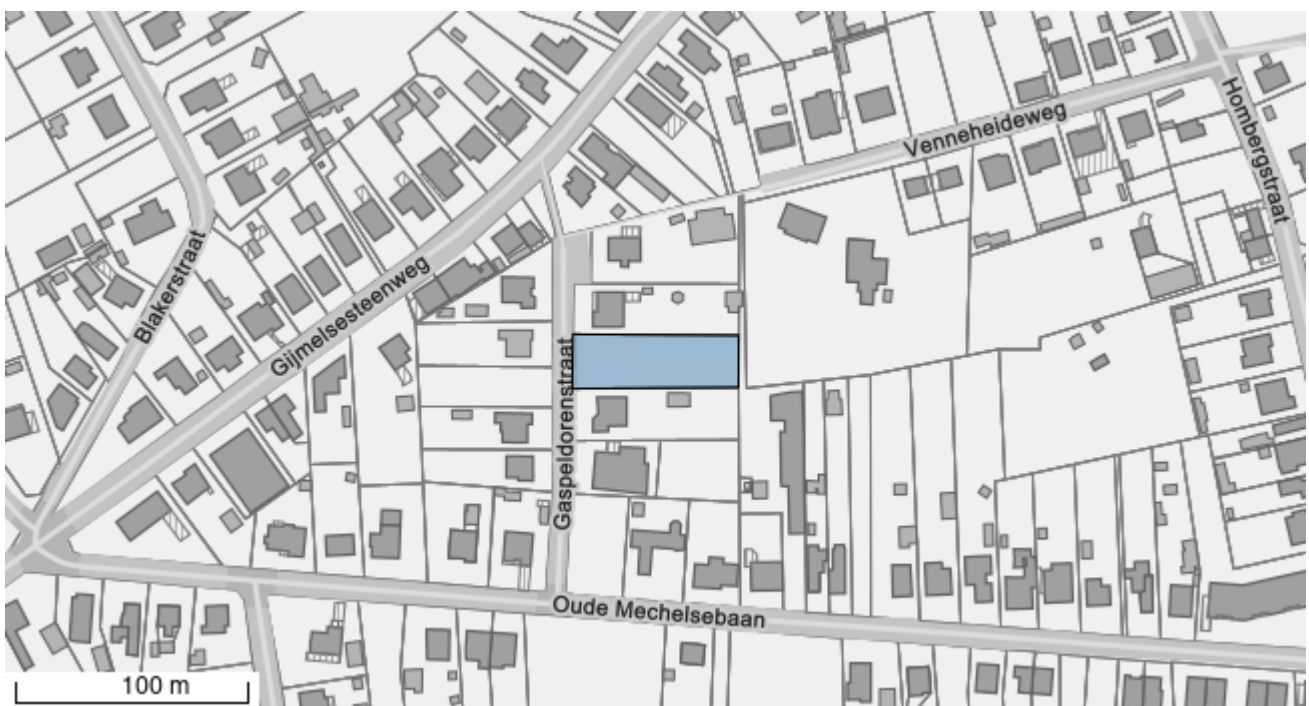 Venneheideweg
Hombergstraat
Blakerstraat
Gijmelsesteenweg
Gaspeldorenstraat
Oude Mechelsebaan
100 m